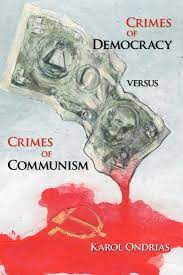 CRIMES
OF
DEMOCRACY
VERSUS
CRIMES
OF
COMMUNISM
KAROL ONDRIAS